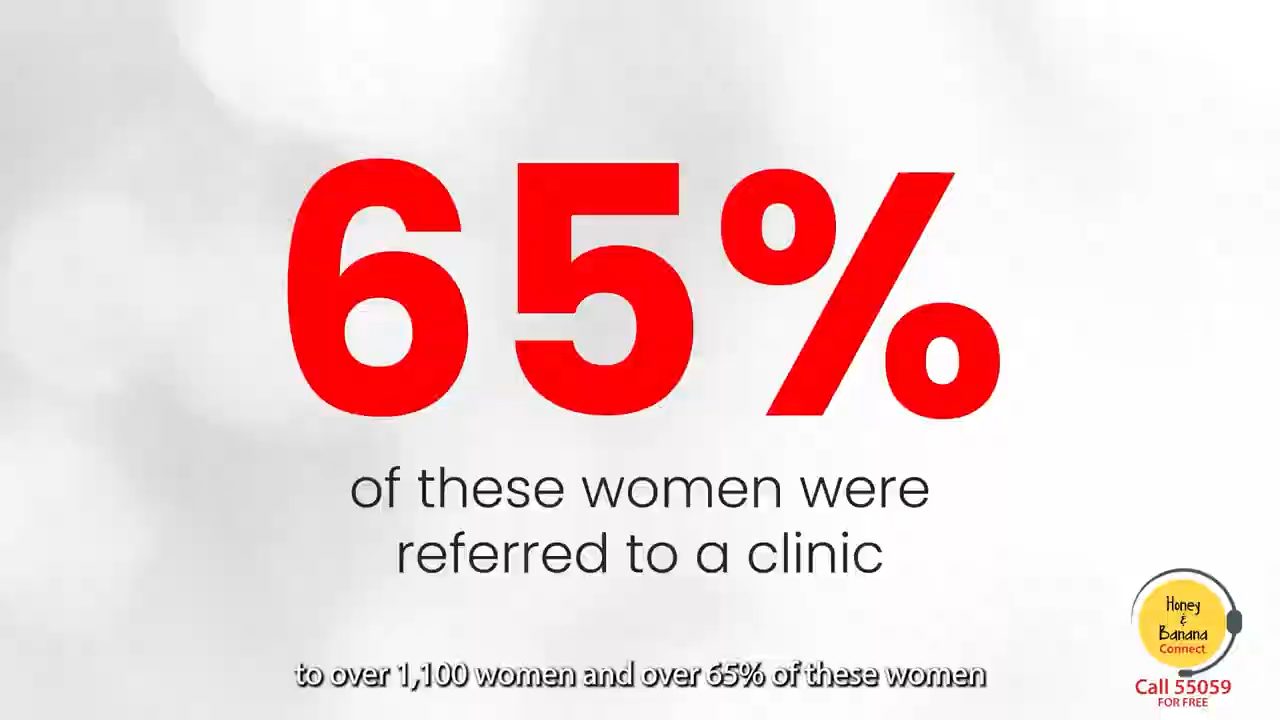 65%
of these women were
referred to a clinic
to over 1,100 women and over 65% of these women
Honey
&
Banana
Connect
Call 55059
FOR FREE